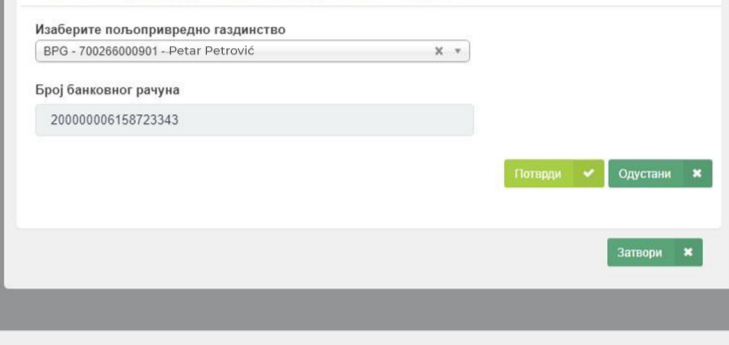 Изаберите пољопривредно газдинство
BPG - 700266000901 - Petar Petrović
Број банковног рачуна
200000006158723343
Потврди Одустани
Затвори